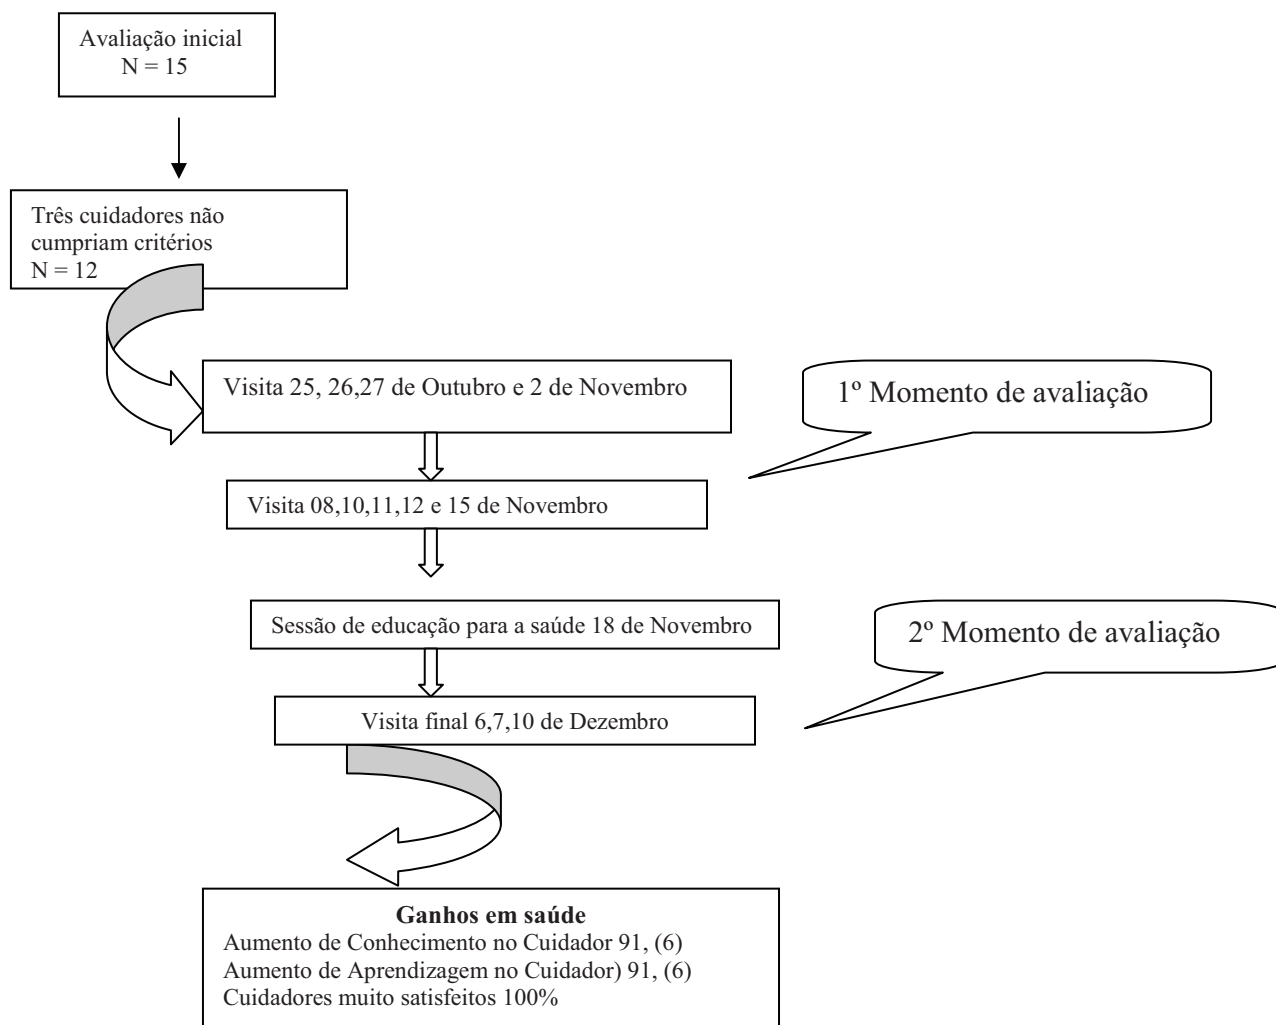 Avaliação inicial
N = 15
Três cuidadores não
cumpriam critérios
N = 12
Visita 25, 26,27 de Outubro e 2 de Novembro
1º Momento de avaliação
Visita 08,10,11,12 e 15 de Novembro
Sessão de educação para a saúde 18 de Novembro
2º Momento de avaliação
Visita final 6,7,10 de Dezembro
Ganhos em saúde
Aumento de Conhecimento no Cuidador 91, (6)
Aumento de Aprendizagem no Cuidador) 91, (6)
Cuidadores muito satisfeitos 100%